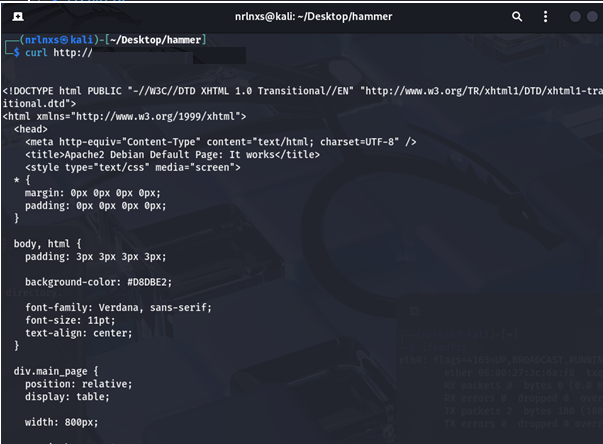 nrlnxs@kali: ~/Desktop/hammer
(nrlnxs㉿kali)-[~/Desktop/hammer]
$ curl http://
<!DOCTYPE html PUBLIC "-//W3C//DTD XHTML 1.0 Transitional//EN" "http://www.w3.org/TR/xhtml1/DTD/xhtml1-tra
itional.dtd">
<html xmlns="http://www.w3.org/1999/xhtml">
<head>
<meta http-equiv="Content-Type" content="text/html; charset=UTF-8" />
<title>Apache2 Debian Default Page: It works</title>
<style type="text/css" media="screen">
* {
margin: 0px 0px 0px 0px;
padding: 0px 0px 0px 0px;
}
body, html {
padding: 3px 3px 3px 3px;
background-color: #D8DBE2;
font-family: Verdana, sans-serif;
font-size: 11pt;
text-align: center;
}
div.main_page {
position: relative;
display: table;
width: 800px;